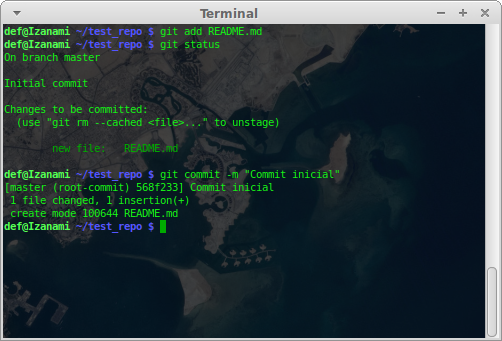 Terminal
def@Izanami ~/test_repo $ git add README.md
def@Izanami ~/test_repo $ git status
On branch master
Initial commit
Changes to be committed:
  (use "git rm --cached <file>..." to unstage)
        new file:   README.md
def@Izanami ~/test_repo $ git commit -m "Commit inicial"
[master (root-commit) 568f233] Commit inicial
 1 file changed, 1 insertion(+)
 create mode 100644 README.md
def@Izanami ~/test_repo $